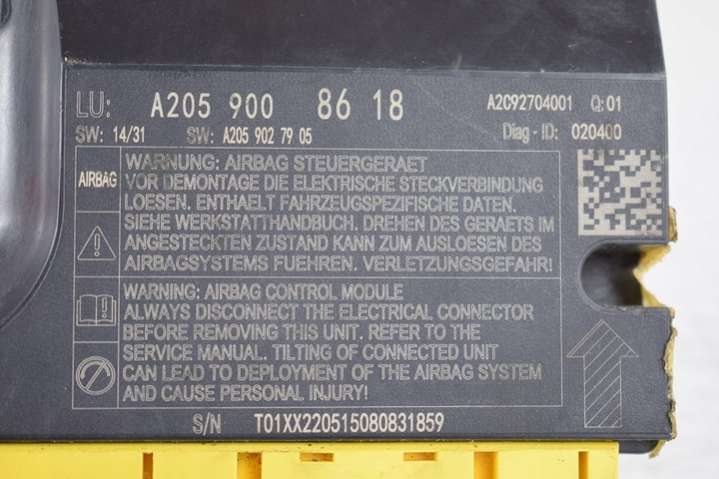 LU: A205 900 86 18 A2C92704001 Q:01
SW: 14/31 SW: A205 902 79 05 Diag-ID: 020400
AIRBAG
WARNUNG: AIRBAG STEUERGERAET
VOR DEMONTAGE DIE ELEKTRISCHE STECKVERBINDUNG
LOESEN. ENTHAELT FAHRZEUGSPEZIFISCHE DATEN.
SIEHE WERKSTATTHANDBUCH. DREHEN DES GERAETS IM
ANGESTECKTEN ZUSTAND KANN ZUM AUSLOESEN DES
AIRBAGSYSTEMS FUEHREN. VERLETZUNGSGEFAHR!
WARNING: AIRBAG CONTROL MODULE
ALWAYS DISCONNECT THE ELECTRICAL CONNECTOR
BEFORE REMOVING THIS UNIT. REFER TO THE
SERVICE MANUAL. TILTING OF CONNECTED UNIT
CAN LEAD TO DEPLOYMENT OF THE AIRBAG SYSTEM
AND CAUSE PERSONAL INJURY!
S/N T01XX220515080831859